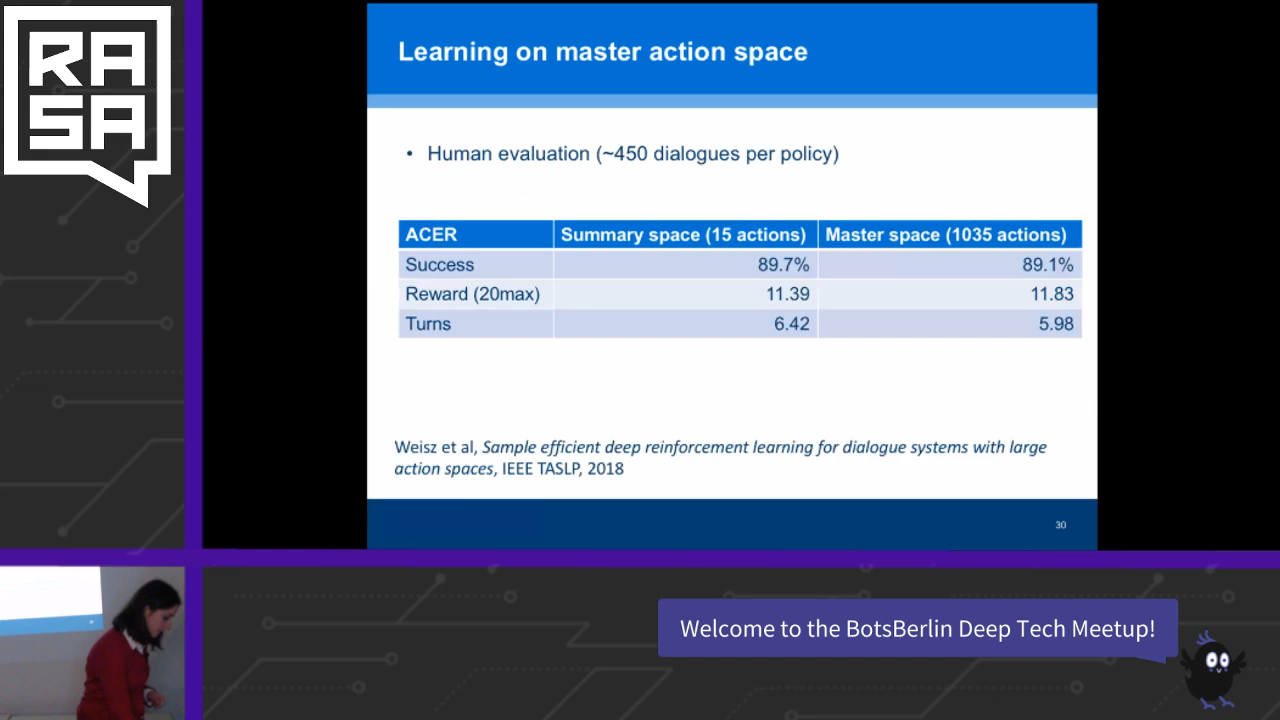 RA
SA
Learning on master action space
• Human evaluation (~450 dialogues per policy)
ACER Summary space (15 actions) Master space (1035 actions)
Success 89.7% 89.1%
Reward (20max) 11.39 11.83
Turns 6.42 5.98
Weisz et al, Sample efficient deep reinforcement learning for dialogue systems with large
action spaces, IEEE TASLP, 2018
30
Welcome to the BotsBerlin Deep Tech Meetup!